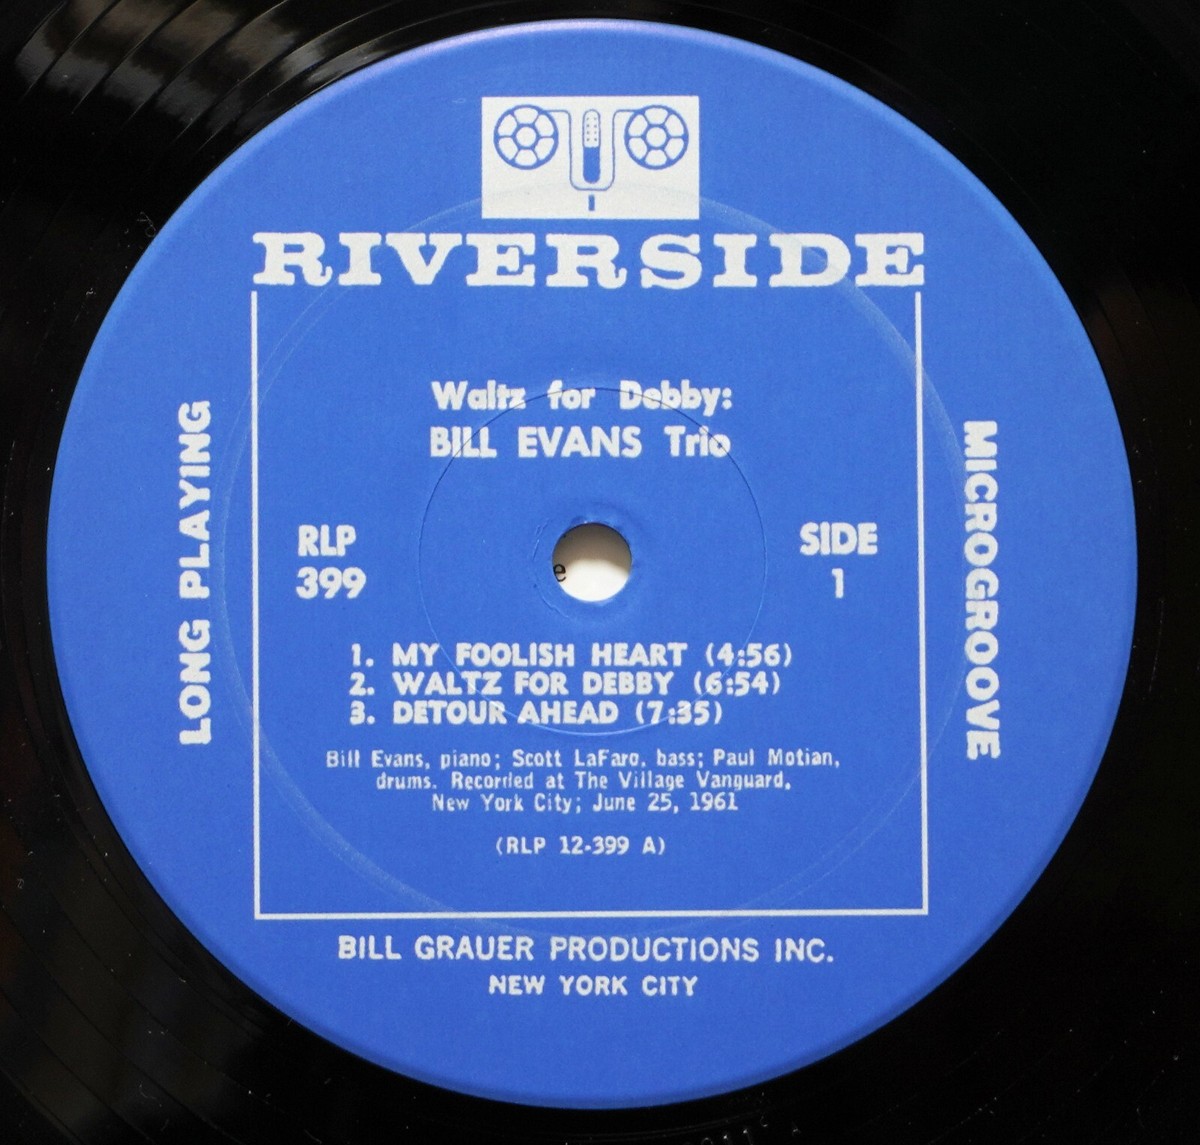 RIVERSIDE
Waltz for Debby:
BILL EVANS Trio
LONG PLAYING
MICROGROOVE
RLP
399
SIDE
1
e
1. MY FOOLISH HEART (4:56)
2. WALTZ FOR DEBBY (6:54)
3. DETOUR AHEAD (7:35)
Bill Evans, piano; Scott LaFaro, bass; Paul Motian,
drums. Recorded at The Village Vanguard,
New York City; June 25, 1961
(RLP 12-399 A)
BILL GRAUER PRODUCTIONS INC.
NEW YORK CITY